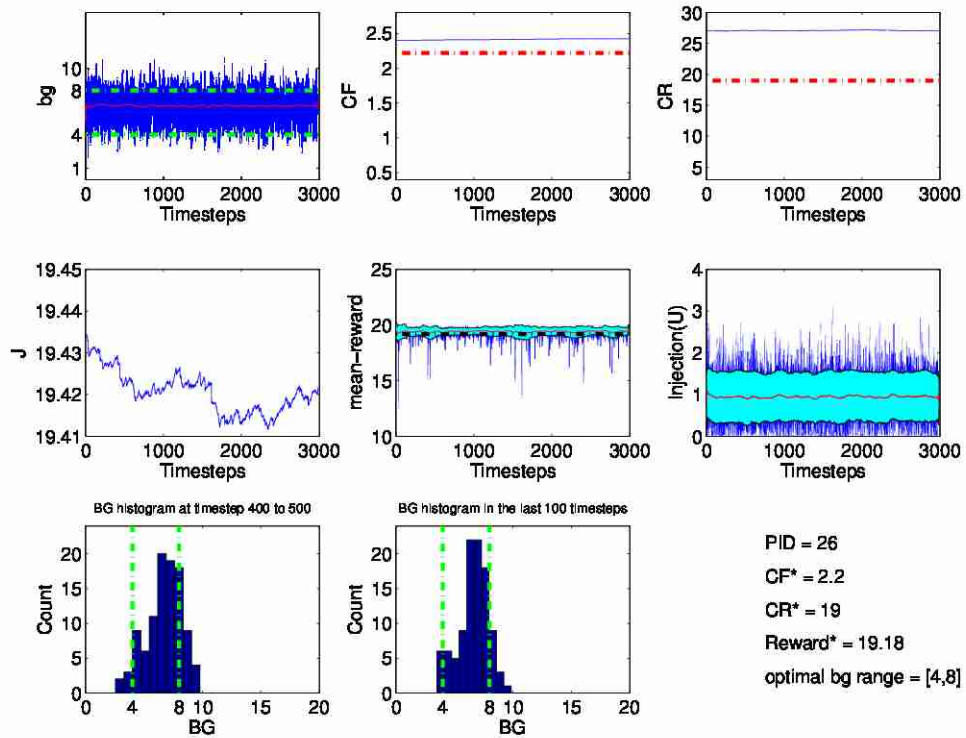 bg
10
8
4
1
0 1000 2000 3000
Timesteps
CF
2.5
2
1.5
1
0.5
0 1000 2000 3000
Timesteps
CR
30
25
20
15
10
5
0 1000 2000 3000
Timesteps
J
19.45
19.44
19.43
19.42
19.41
0 1000 2000 3000
Timesteps
mean-reward
25
20
15
10
0 1000 2000 3000
Timesteps
Injection(U)
4
3
2
1
0
0 1000 2000 3000
Timesteps
BG histogram at timestep 400 to 500
Count
20
15
10
5
0
0 4 8 10 15 20
BG
BG histogram in the last 100 timesteps
Count
20
15
10
5
0
0 4 8 10 15 20
BG
PID = 26
CF* = 2.2
CR* = 19
Reward* = 19.18
optimal bg range = [4,8]